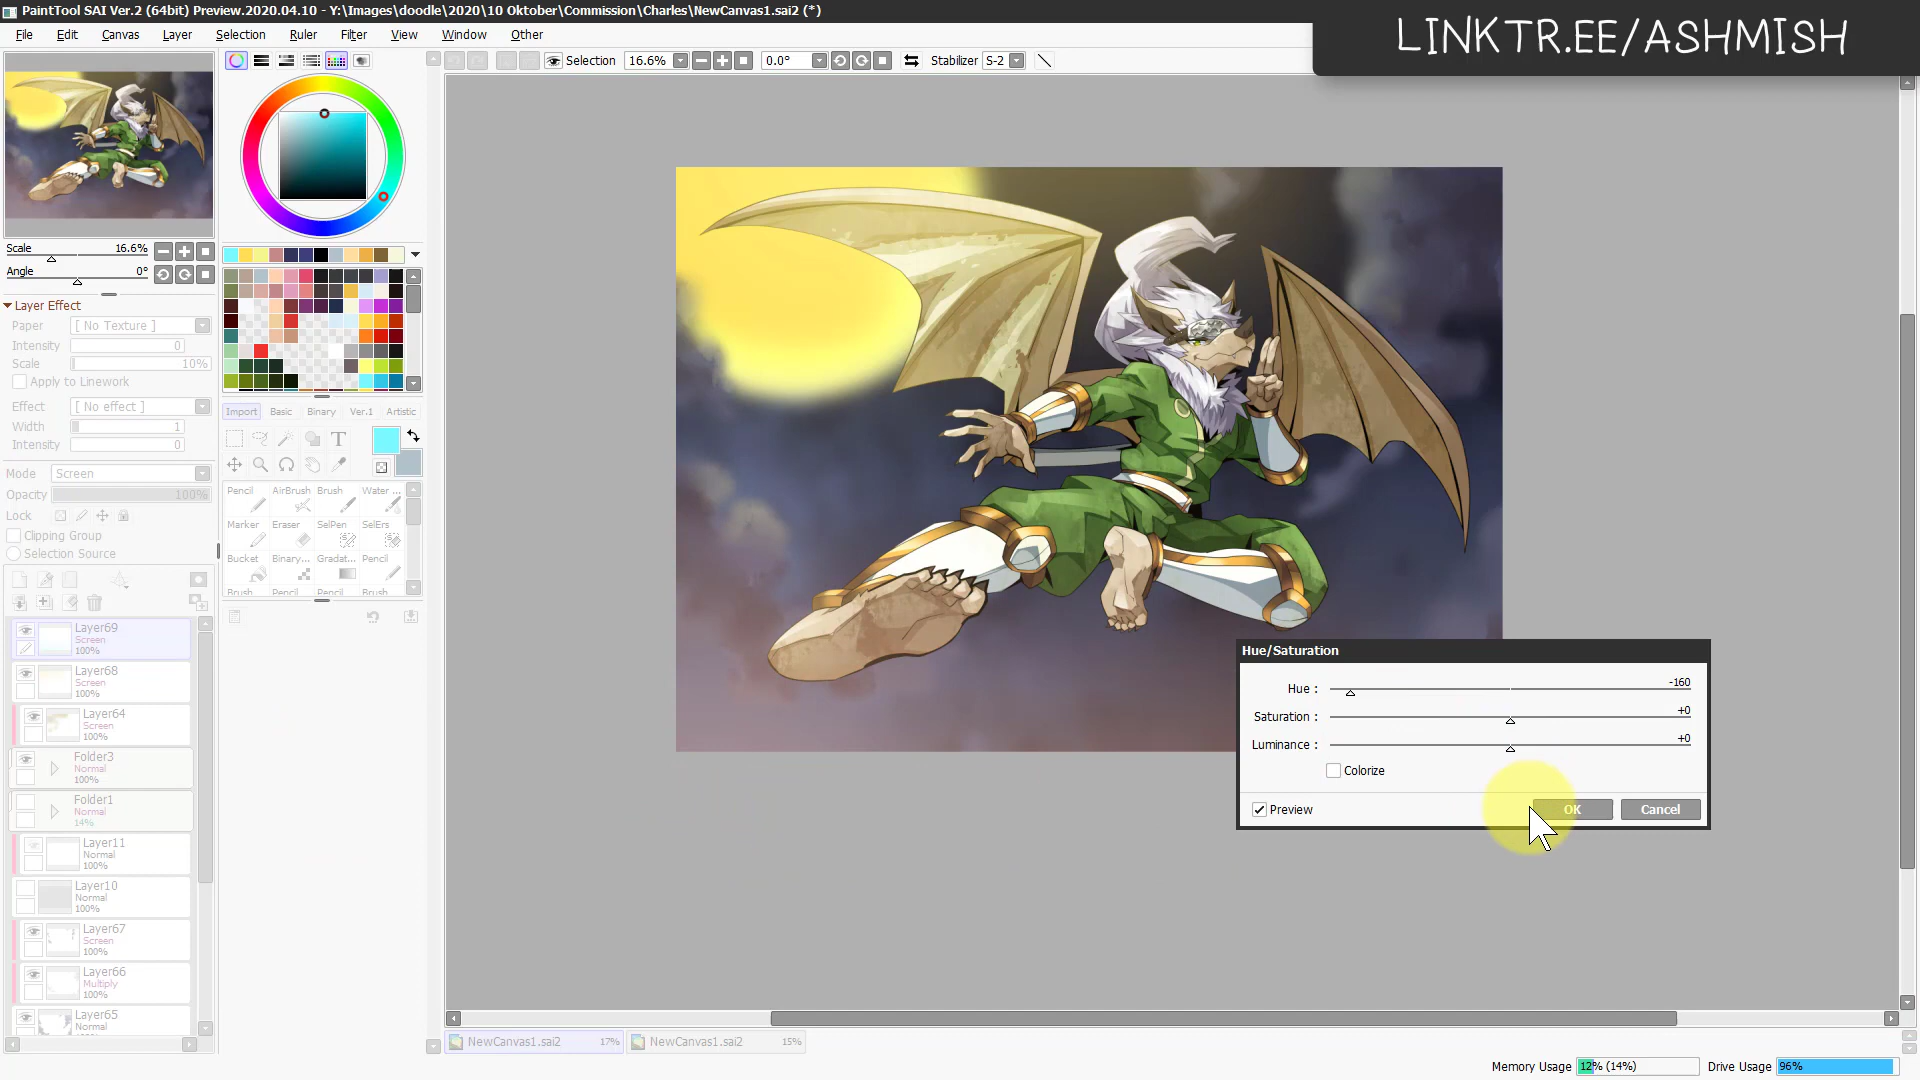 PaintTool SAI Ver.2 (64bit) Preview.2020.04.10 - Y:\Images\doodle\2020\10 Oktober\Commission\Charles\NewCanvas1.sai2 (*)
LINKTR.EE/ASHMISH
File Edit Canvas Layer Selection Ruler Filter View Window Other
Selection 16.6% 0.0° Stabilizer S-2
Scale 16.6%
Angle 0°
Layer Effect
Paper [ No Texture ]
Intensity 0
Scale 10%
Apply to Linework
Effect [ No effect ]
Width 1
Intensity 0
Mode Screen
Opacity 100%
Lock
Clipping Group
Selection Source
Import Basic Binary Ver.1 Artistic
T
Pencil AirBrush Brush Water ...
Marker Eraser SelPen SelErs
Bucket Binary... Gradat... Pencil
Brush Pencil Pencil Brush
Layer69
Screen
100%
Layer68
Screen
100%
Layer64
Screen
100%
Folder3
Normal
100%
Folder1
Normal
14%
Layer11
Normal
100%
Layer10
Normal
100%
Layer67
Screen
100%
Layer66
Multiply
100%
Layer65
Normal
Hue/Saturation
Hue : -160
Saturation : +0
Luminance : +0
Colorize
Preview OK Cancel
NewCanvas1.sai2 17% NewCanvas1.sai2 15%
Memory Usage 12% (14%) Drive Usage 96%